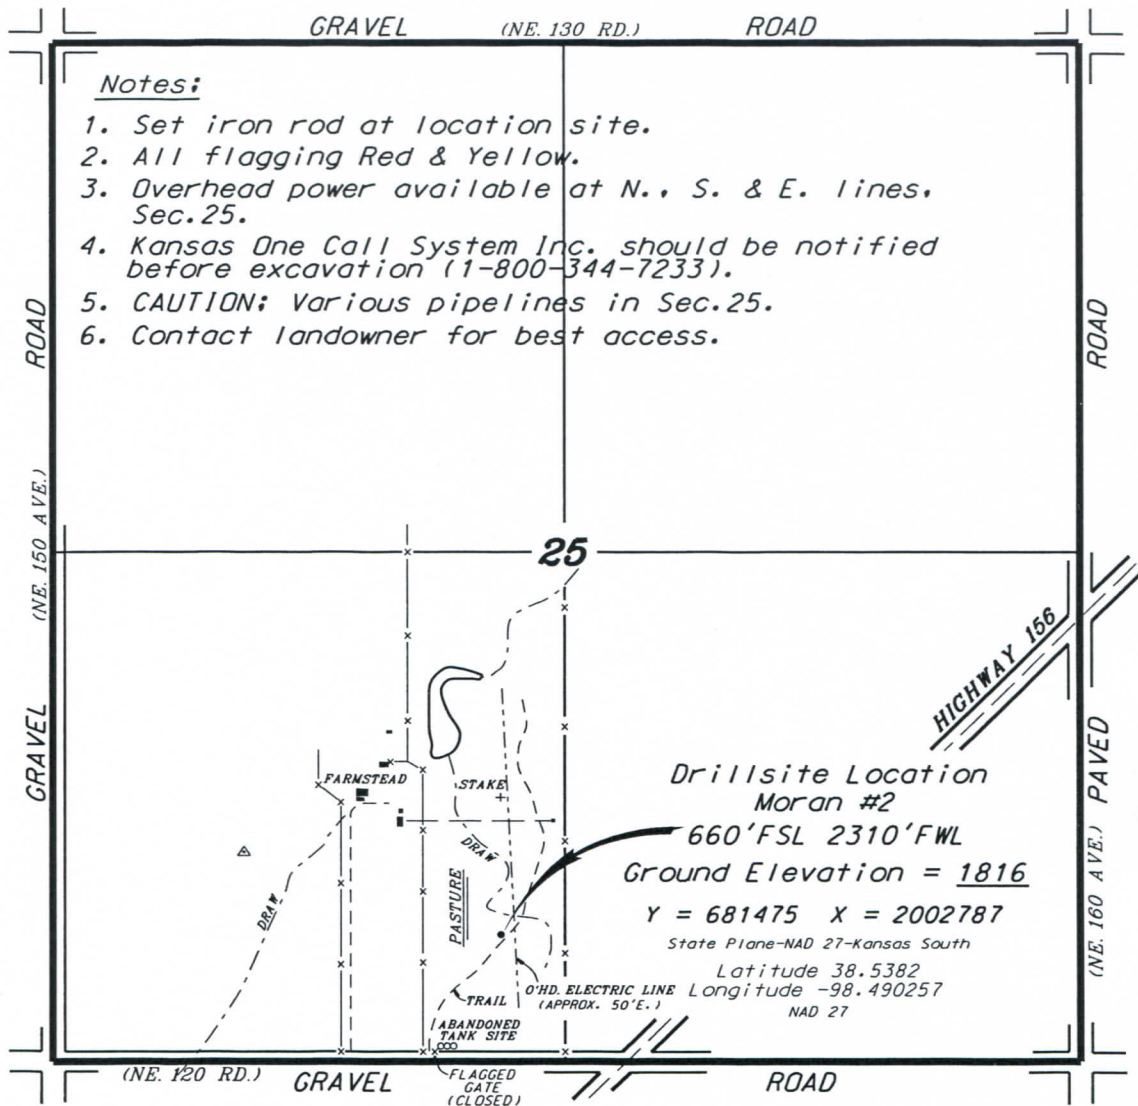 GRAVEL (NE. 130 RD.) ROAD
Notes:
1. Set iron rod at location site.
2. All flagging Red & Yellow.
3. Overhead power available at N., S. & E. lines,
Sec.25.
4. Kansas One Call System Inc. should be notified
before excavation (1-800-344-7233).
5. CAUTION: Various pipelines in Sec.25.
6. Contact landowner for best access.
GRAVEL (NE. 150 AVE.) ROAD
ROAD
25
HIGHWAY 156
FARMSTEAD
STAKE
DRAW
DRAW
PASTURE
Drillsite Location
Moran #2
660'FSL 2310'FWL
Ground Elevation = 1816
Y = 681475 X = 2002787
State Plane-NAD 27-Kansas South
Latitude 38.5382
Longitude -98.490257
NAD 27
(NE. 160 AVE.) PAVED
O'HD. ELECTRIC LINE
(APPROX. 50'E.)
TRAIL
ABANDONED
TANK SITE
(NE. 120 RD.) GRAVEL
FLAGGED
GATE
(CLOSED)
ROAD